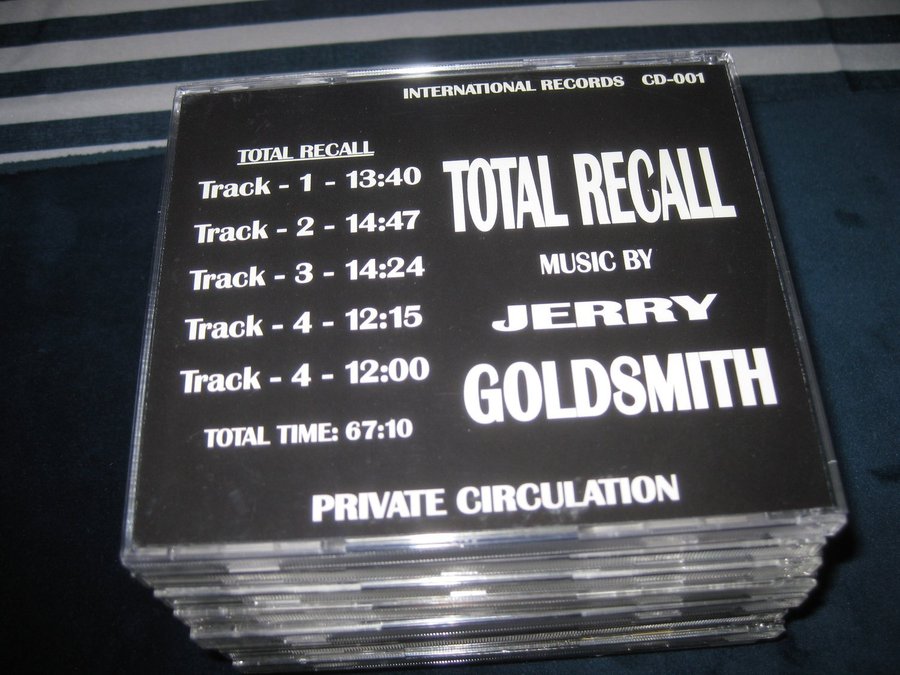 INTERNATIONAL RECORDS CD-001
TOTAL RECALL
Track - 1 - 13:40
Track - 2 - 14:47
Track - 3 - 14:24
Track - 4 - 12:15
Track - 4 - 12:00
TOTAL TIME: 67:10
TOTAL RECALL
MUSIC BY
JERRY
GOLDSMITH
PRIVATE CIRCULATION